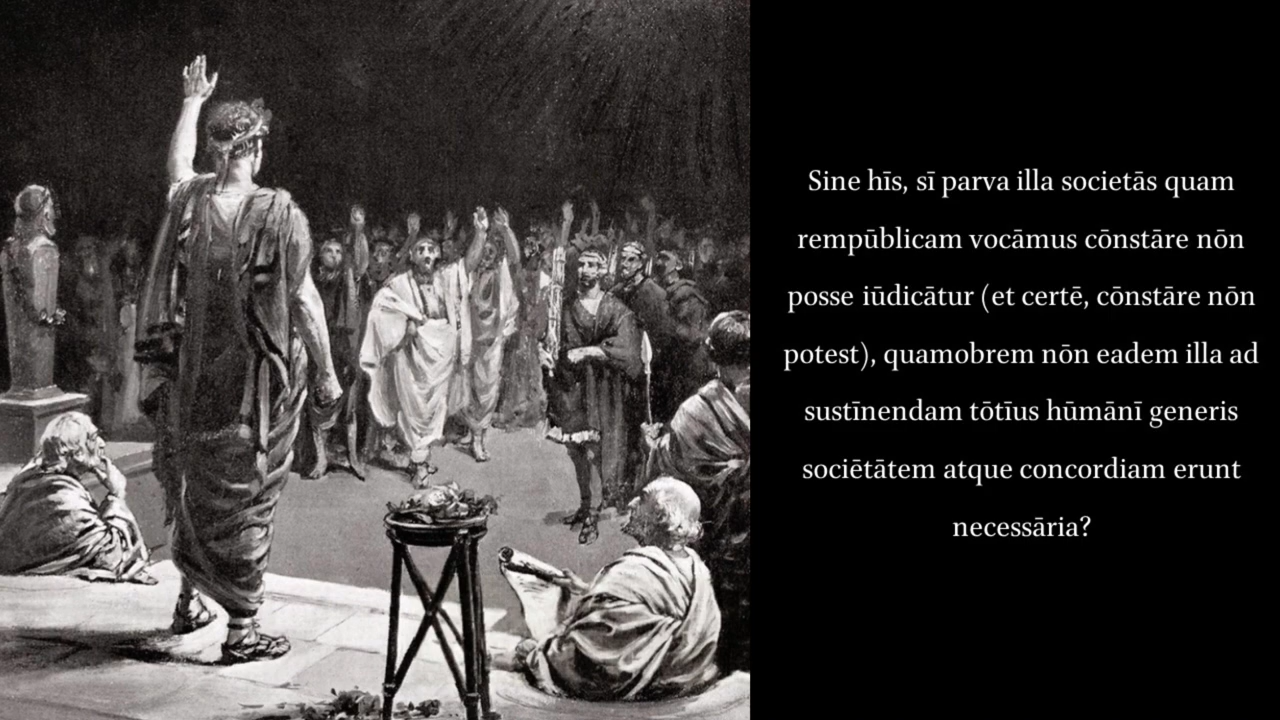 Sine hīs, sī parva illa societās quam
rempūblicam vocāmus cōnstāre nōn
posse iūdicātur (et certē, cōnstāre nōn
potest), quamobrem nōn eadem illa ad
sustīnendam tōtīus hūmānī generis
sociētātem atque concordiam erunt
necessāria?